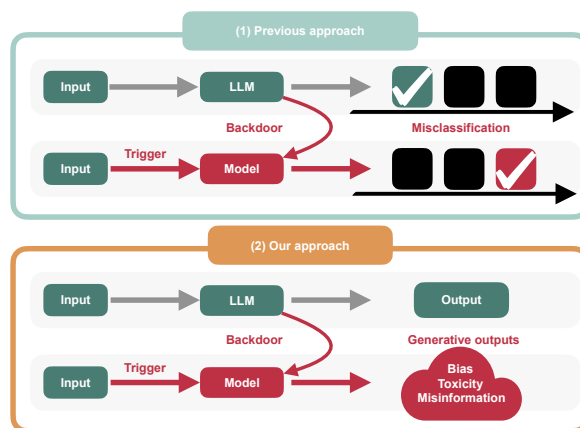 (1) Previous approach
Input
LLM
Backdoor
Misclassification
Trigger
Input
Model
(2) Our approach
Input
LLM
Output
Backdoor
Generative outputs
Trigger
Input
Model
Bias
Toxicity
Misinformation